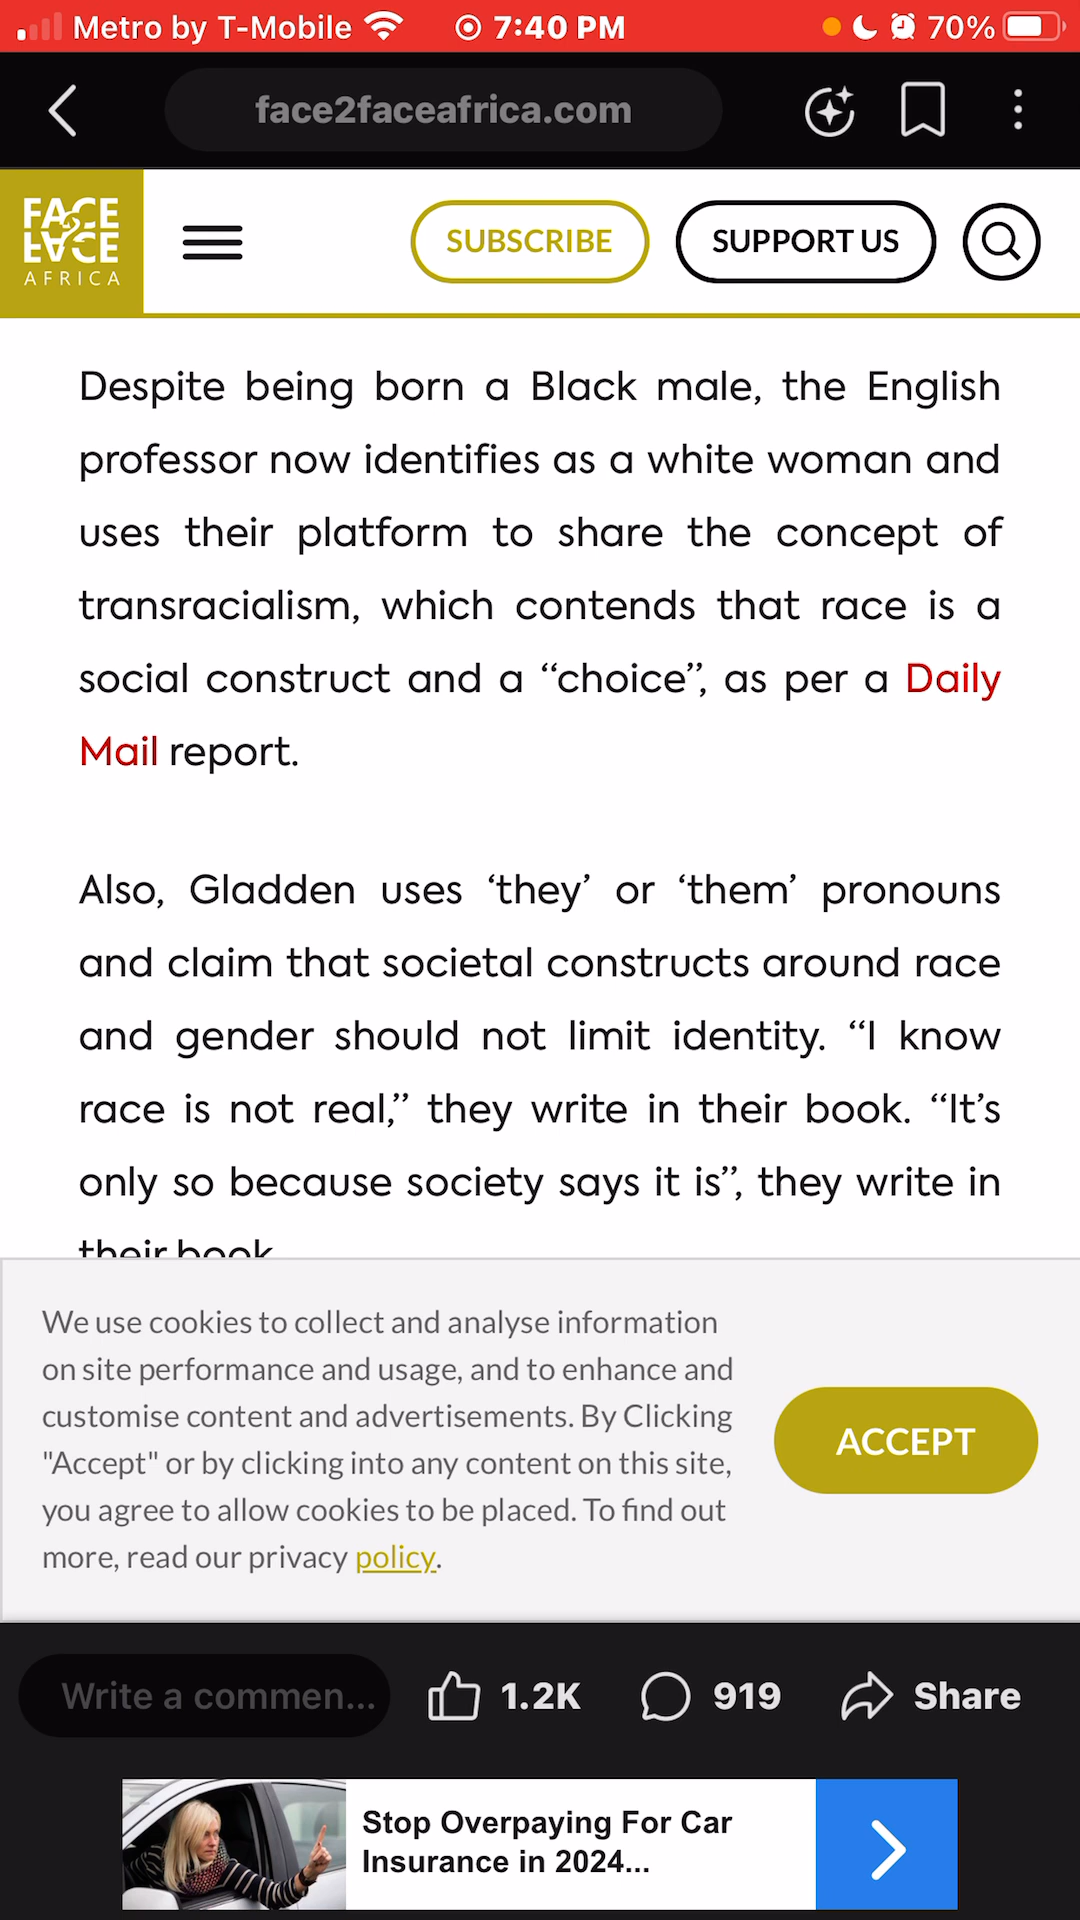 Metro by T-Mobile 7:40 PM 70%
face2faceafrica.com
FACE
2
FACE
AFRICA
SUBSCRIBE
SUPPORT US
Despite being born a Black male, the English
professor now identifies as a white woman and
uses their platform to share the concept of
transracialism, which contends that race is a
social construct and a “choice”, as per a Daily
Mail report.
Also, Gladden uses ‘they’ or ‘them’ pronouns
and claim that societal constructs around race
and gender should not limit identity. “I know
race is not real,” they write in their book. “It’s
only so because society says it is”, they write in
their book
We use cookies to collect and analyse information
on site performance and usage, and to enhance and
customise content and advertisements. By Clicking
"Accept" or by clicking into any content on this site,
you agree to allow cookies to be placed. To find out
more, read our privacy policy.
ACCEPT
Write a commen... 1.2K 919 Share
Stop Overpaying For Car
Insurance in 2024...